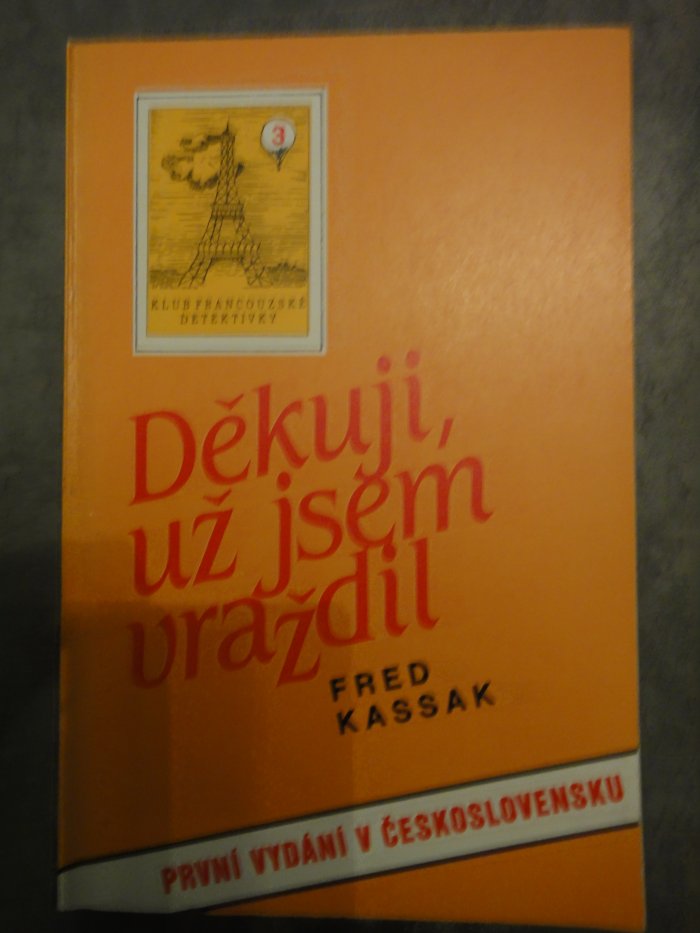 3
KLUB FRANCOUZSKÉ
DETEKTIVKY
Děkuji,
už jsem
vraždil
FRED
KASSAK
PRVNÍ VYDÁNÍ V ČESKOSLOVENSKU